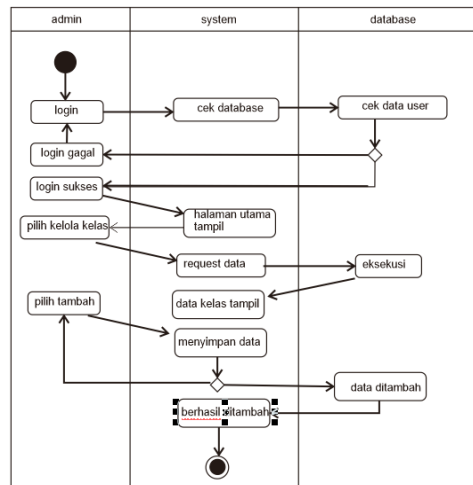 admin
system
database
login
cek database
cek data user
login gagal
login sukses
halaman utama
tampil
pilih kelola kelas
request data
eksekusi
pilih tambah
data kelas tampil
menyimpan data
data ditambah
berhasil ditambah